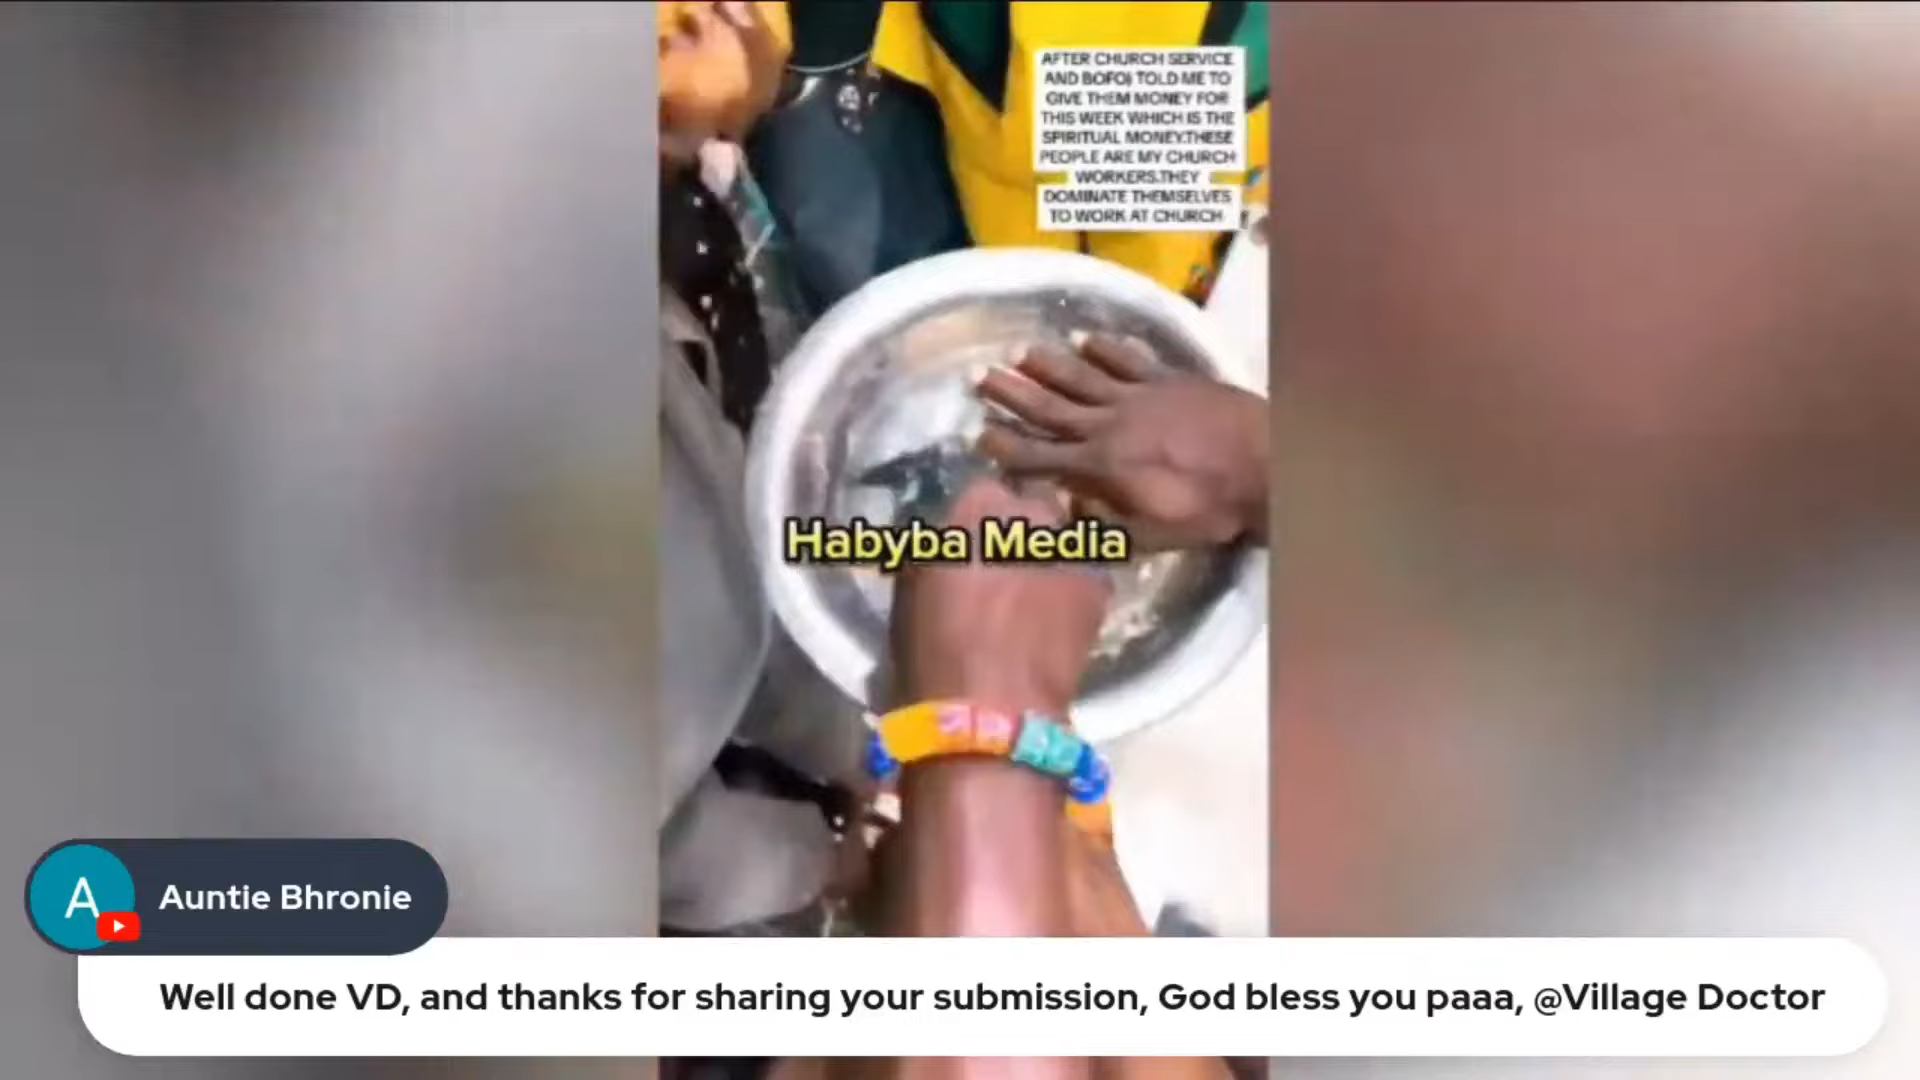 AFTER CHURCH SERVICE
AND BOFOJ TOLD ME TO
GIVE THEM MONEY FOR
THIS WEEK WHICH IS THE
SPIRITUAL MONEY.THESE
PEOPLE ARE MY CHURCH
WORKERS.THEY
DOMINATE THEMSELVES
TO WORK AT CHURCH
Habyba Media
A
Auntie Bhronie
Well done VD, and thanks for sharing your submission, God bless you paaa, @Village Doctor